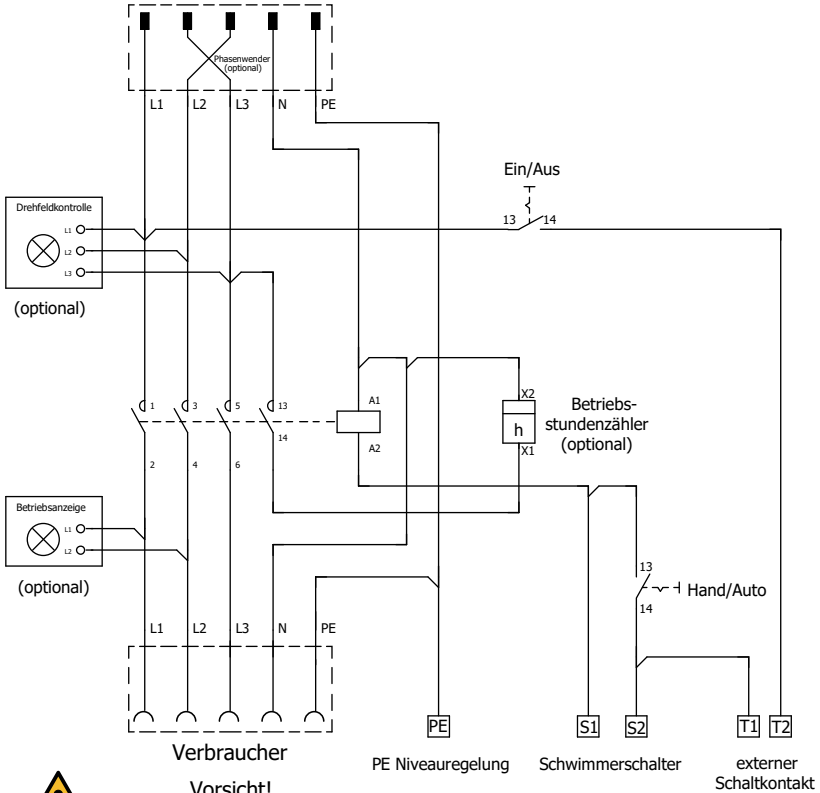 Phasenwender
(optional)
L1 L2 L3 N PE
Ein/Aus
13 14
Drehfeldkontrolle
L1
L2
L3
(optional)
1 3 5 13
14
2 4 6
A1
A2
X2
h
X1
Betriebs-
stundenzähler
(optional)
Betriebsanzeige
L1
L2
(optional)
13
14
Hand/Auto
L1 L2 L3 N PE
PE S1 S2 T1 T2
Verbraucher
PE Niveauregelung
Schwimmerschalter
externer
Schaltkontakt
Vorsicht!